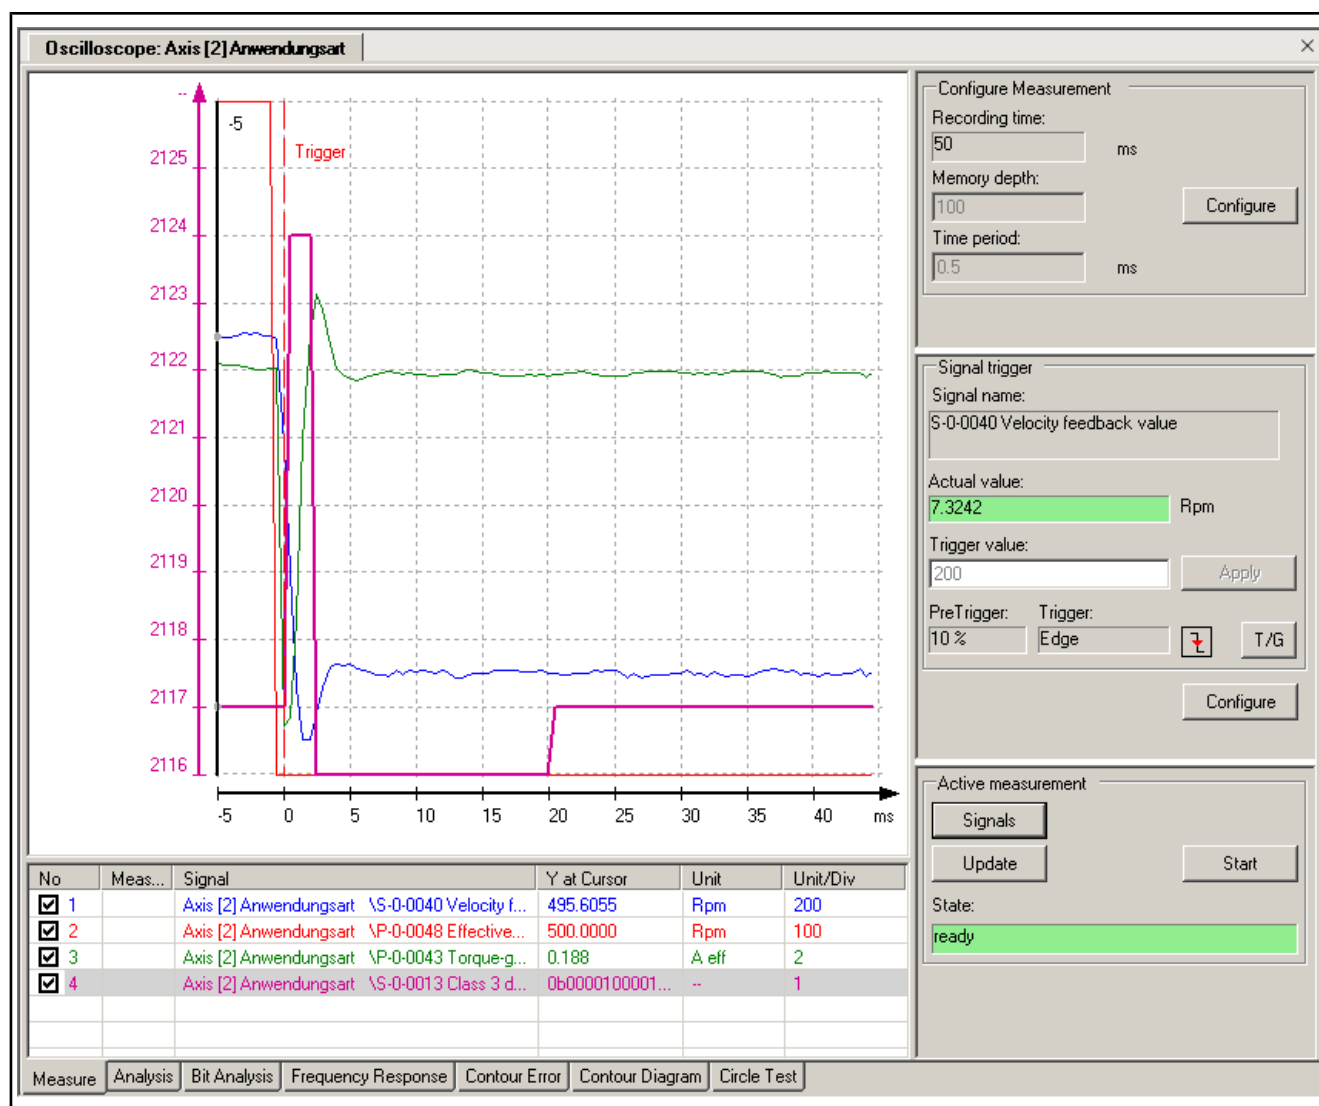 Oscilloscope: Axis [2] Anwendungsart
--
-5
Trigger
2125
2124
2123
2122
2121
2120
2119
2118
2117
2116
-5 0 5 10 15 20 25 30 35 40 ms
No Meas... Signal Y at Cursor Unit Unit/Div
1 Axis [2] Anwendungsart \S-0-0040 Velocity f... 495.6055 Rpm 200
2 Axis [2] Anwendungsart \P-0-0048 Effective... 500.0000 Rpm 100
3 Axis [2] Anwendungsart \P-0-0043 Torque-g... 0.188 A eff 2
4 Axis [2] Anwendungsart \S-0-0013 Class 3 d... 0b0000100001... -- 1
Measure Analysis Bit Analysis Frequency Response Contour Error Contour Diagram Circle Test
Configure Measurement
Recording time:
50 ms
Memory depth:
100 Configure
Time period:
0.5 ms
Signal trigger
Signal name:
S-0-0040 Velocity feedback value
Actual value:
7.3242 Rpm
Trigger value:
200 Apply
PreTrigger: Trigger:
10 % Edge T/G
Configure
Active measurement
Signals
Update Start
State:
ready